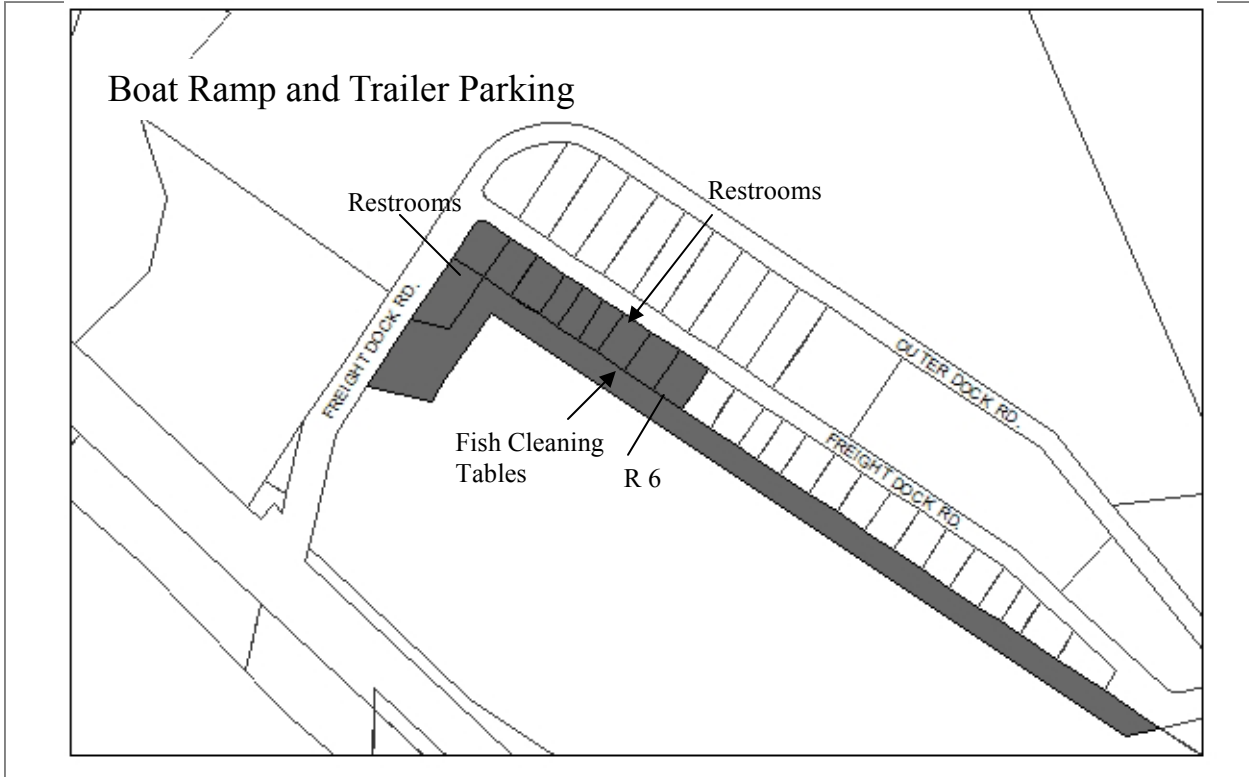 Boat Ramp and Trailer Parking
Restrooms
Restrooms
FREIGHT DOCK RD.
OUTER DOCK RD.
FREIGHT DOCK RD.
Fish Cleaning
Tables
R 6